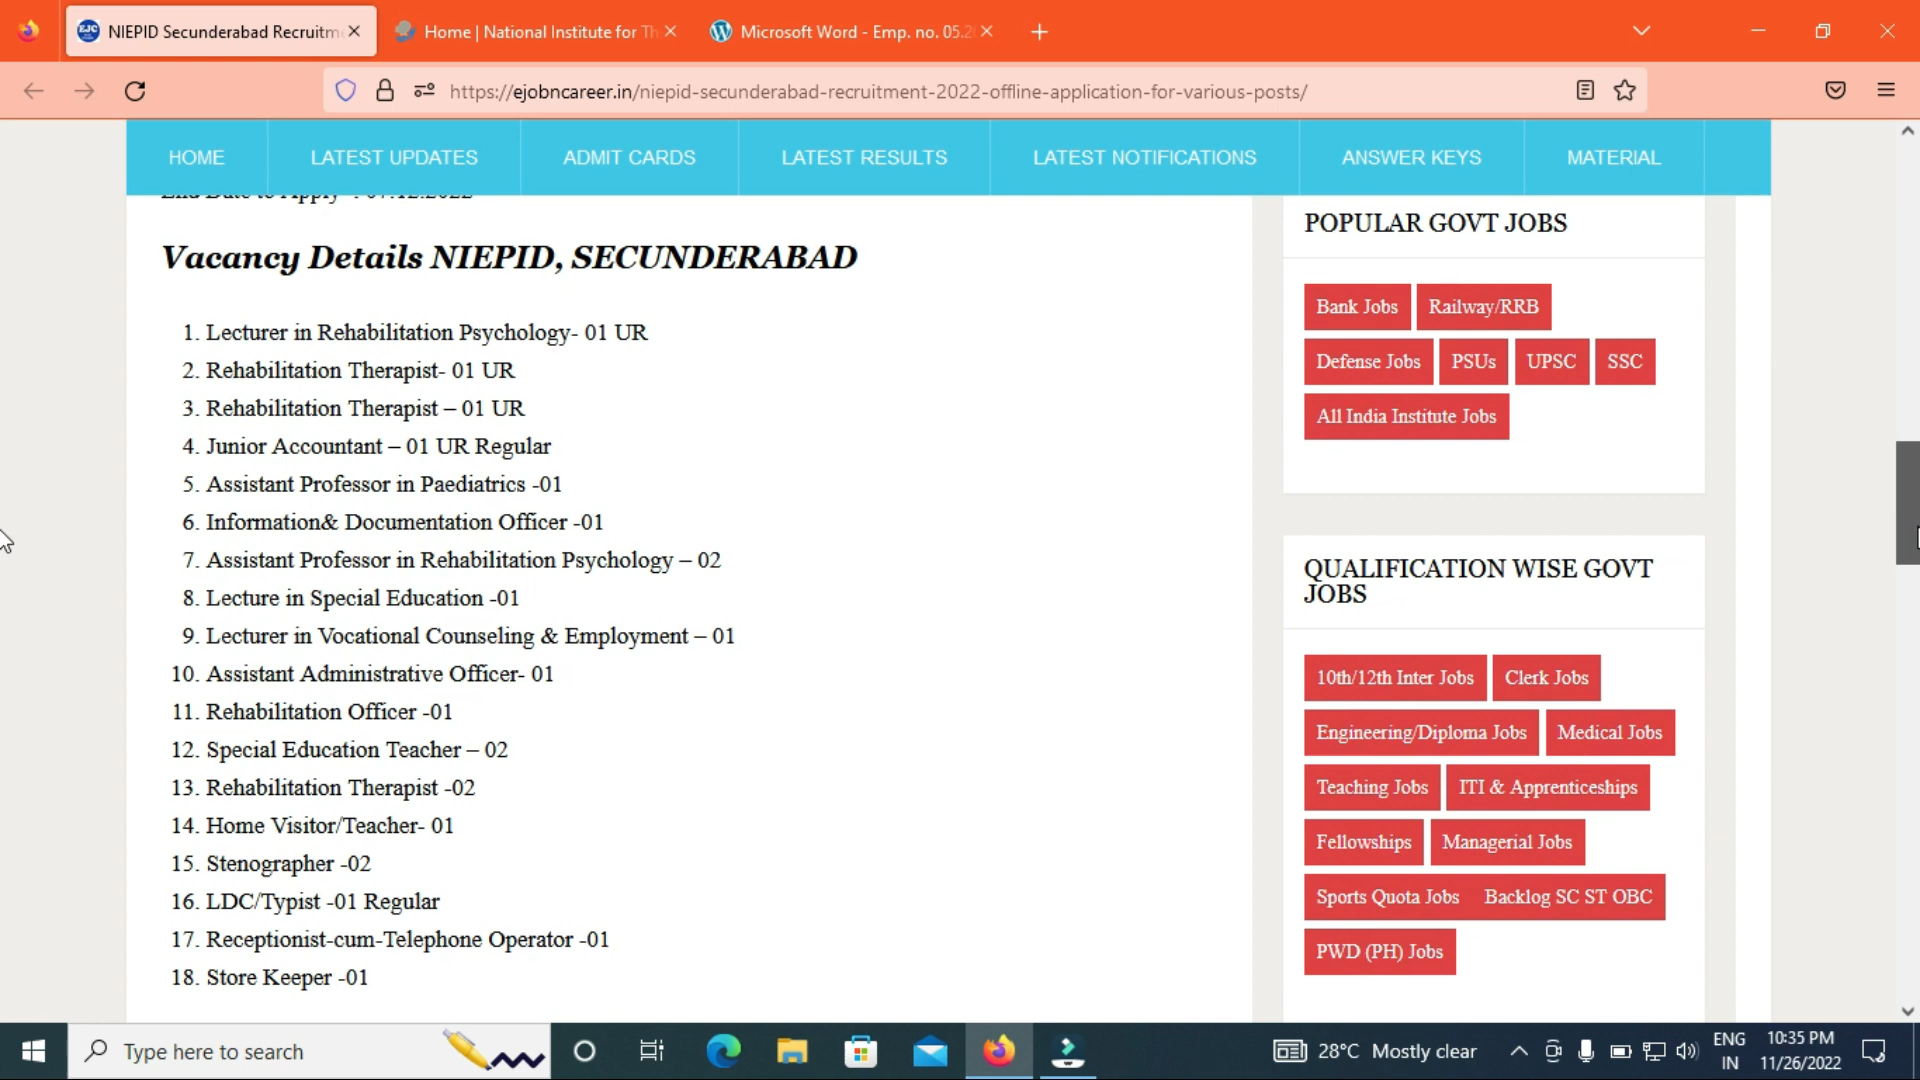 NIEPID Secunderabad Recruitm
Home | National Institute for Th
Microsoft Word - Emp. no. 05.2
https://ejobncareer.in/niepid-secunderabad-recruitment-2022-offline-application-for-various-posts/
HOME
LATEST UPDATES
ADMIT CARDS
LATEST RESULTS
LATEST NOTIFICATIONS
ANSWER KEYS
MATERIAL
End Date to Apply : 07.12.2022
Vacancy Details NIEPID, SECUNDERABAD
1. Lecturer in Rehabilitation Psychology- 01 UR
2. Rehabilitation Therapist- 01 UR
3. Rehabilitation Therapist – 01 UR
4. Junior Accountant – 01 UR Regular
5. Assistant Professor in Paediatrics -01
6. Information& Documentation Officer -01
7. Assistant Professor in Rehabilitation Psychology – 02
8. Lecture in Special Education -01
9. Lecturer in Vocational Counseling & Employment – 01
10. Assistant Administrative Officer- 01
11. Rehabilitation Officer -01
12. Special Education Teacher – 02
13. Rehabilitation Therapist -02
14. Home Visitor/Teacher- 01
15. Stenographer -02
16. LDC/Typist -01 Regular
17. Receptionist-cum-Telephone Operator -01
18. Store Keeper -01
POPULAR GOVT JOBS
Bank Jobs Railway/RRB
Defense Jobs PSUs UPSC SSC
All India Institute Jobs
QUALIFICATION WISE GOVT
JOBS
10th/12th Inter Jobs Clerk Jobs
Engineering/Diploma Jobs Medical Jobs
Teaching Jobs ITI & Apprenticeships
Fellowships Managerial Jobs
Sports Quota Jobs Backlog SC ST OBC
PWD (PH) Jobs
Type here to search
28°C Mostly clear
ENG
IN
10:35 PM
11/26/2022